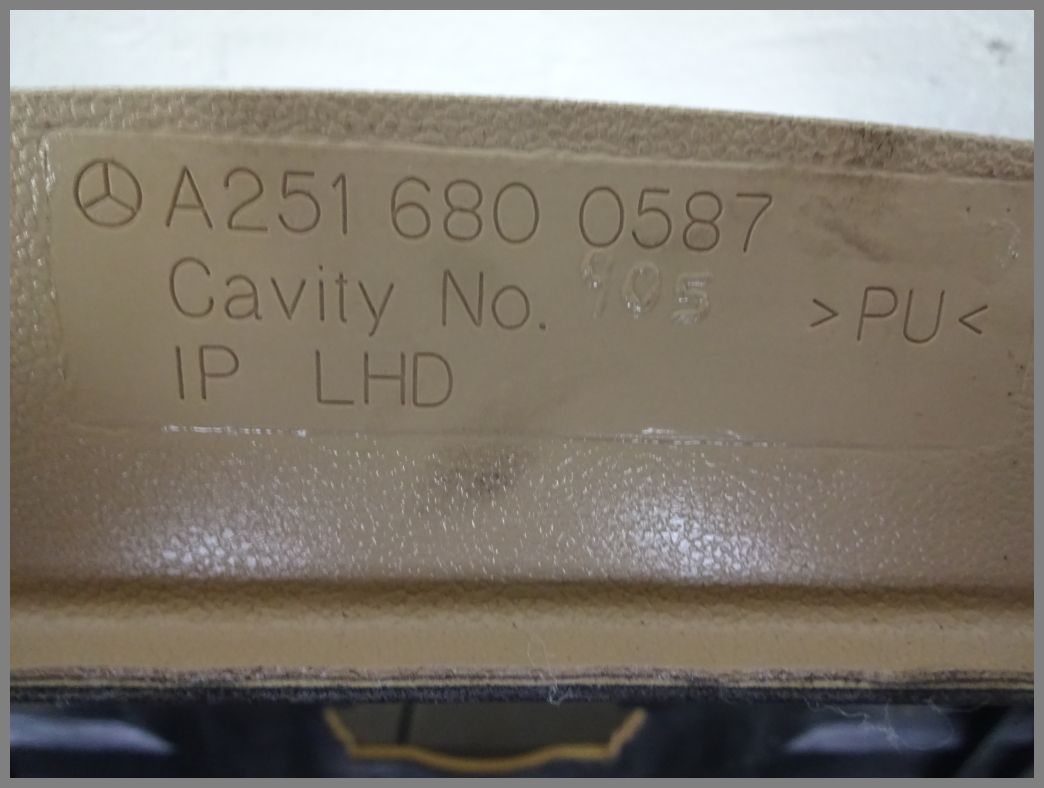 A251 680 0587
Cavity No. >PU<
IP LHD